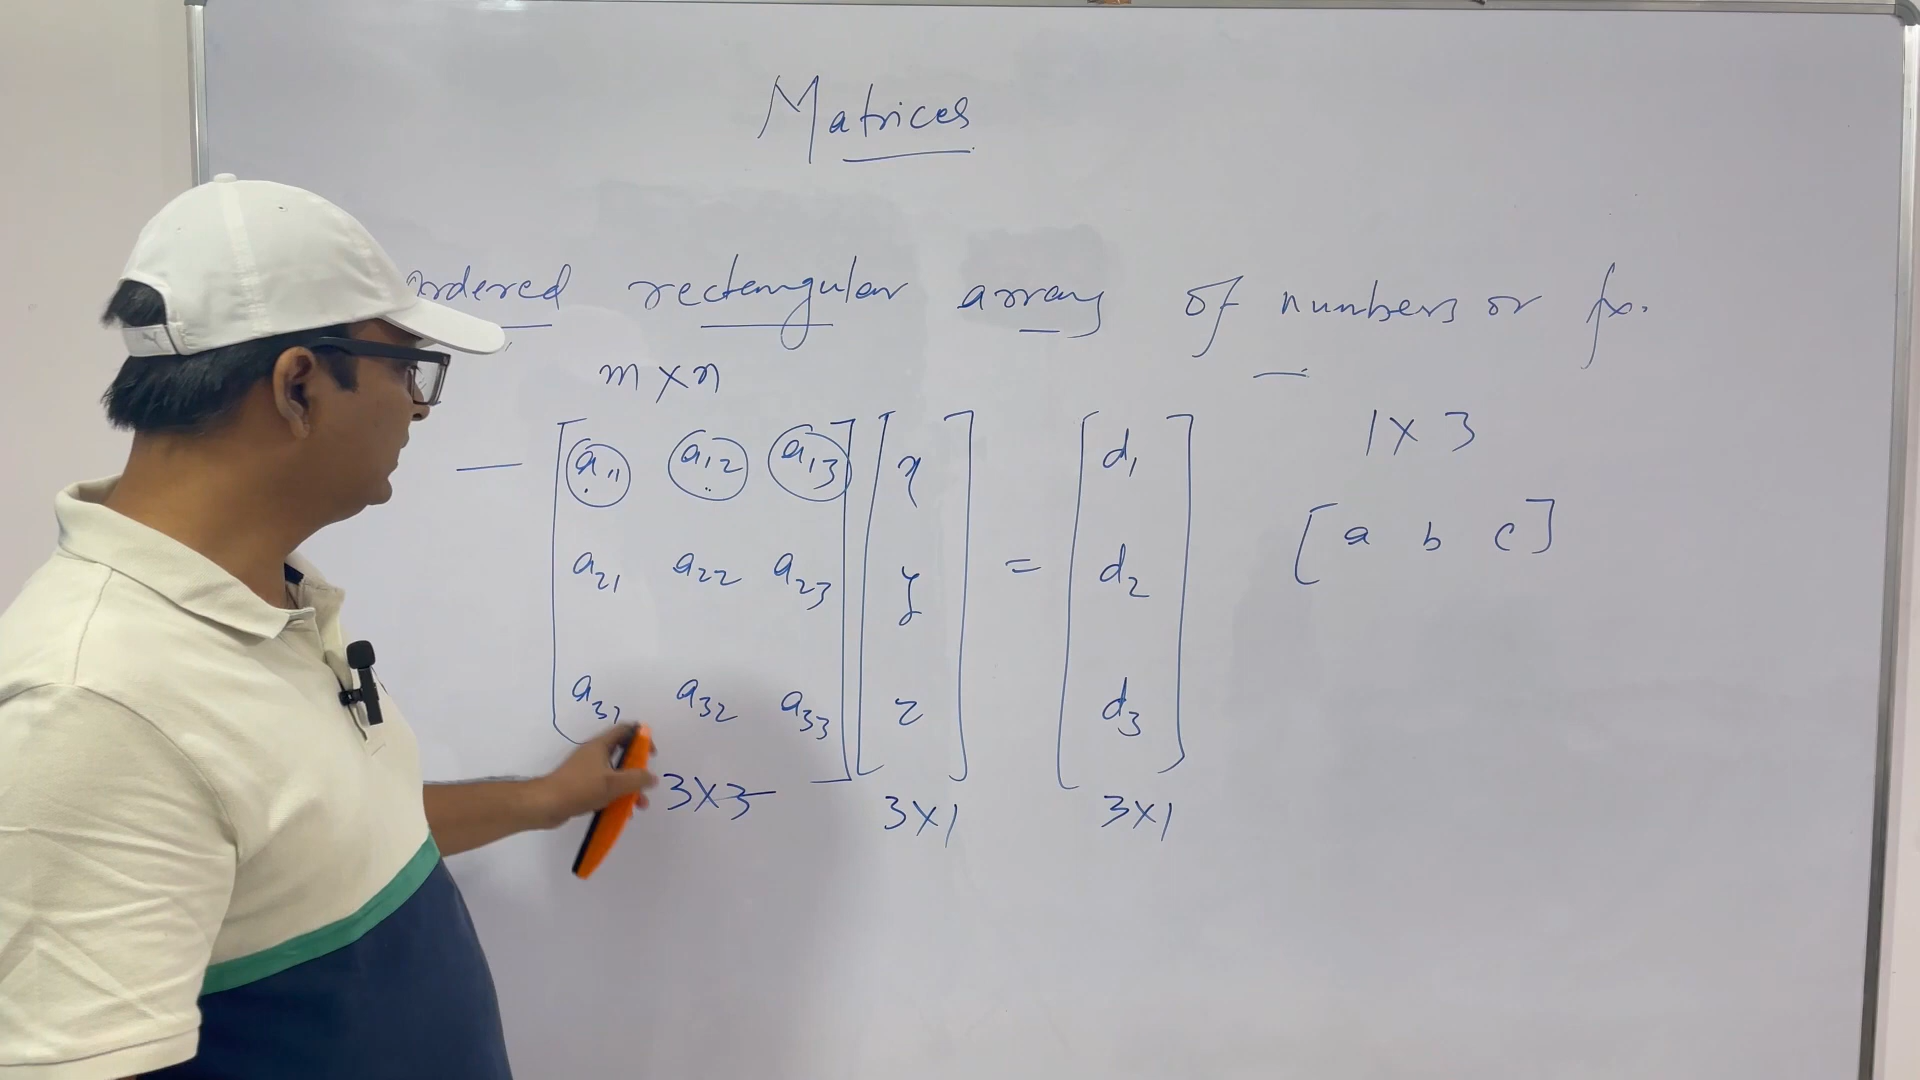 Matrices
ordered rectangular array of numbers or fx.
m × n
[ a11 a12 a13 ] [ x ] [ d1 ] 1 × 3
[ a21 a22 a23 ] [ y ] = [ d2 ] [ a b c ]
[ a31 a32 a33 ] [ z ] [ d3 ]
3×3 3×1 3×1